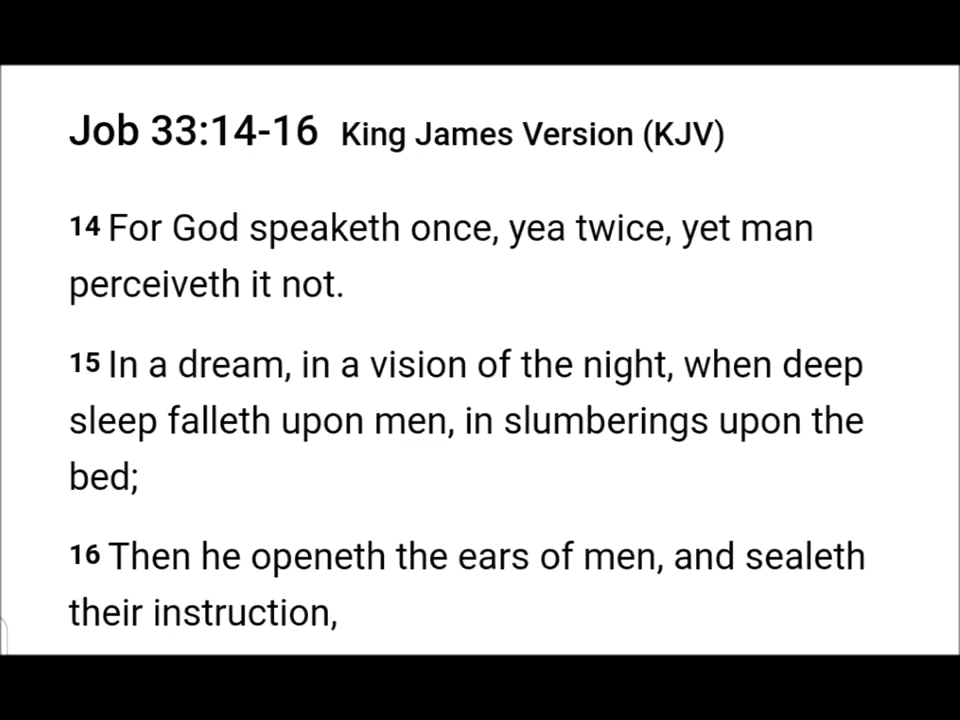 Job 33:14-16 King James Version (KJV)
14 For God speaketh once, yea twice, yet man
perceiveth it not.
15 In a dream, in a vision of the night, when deep
sleep falleth upon men, in slumberings upon the
bed;
16 Then he openeth the ears of men, and sealeth
their instruction,